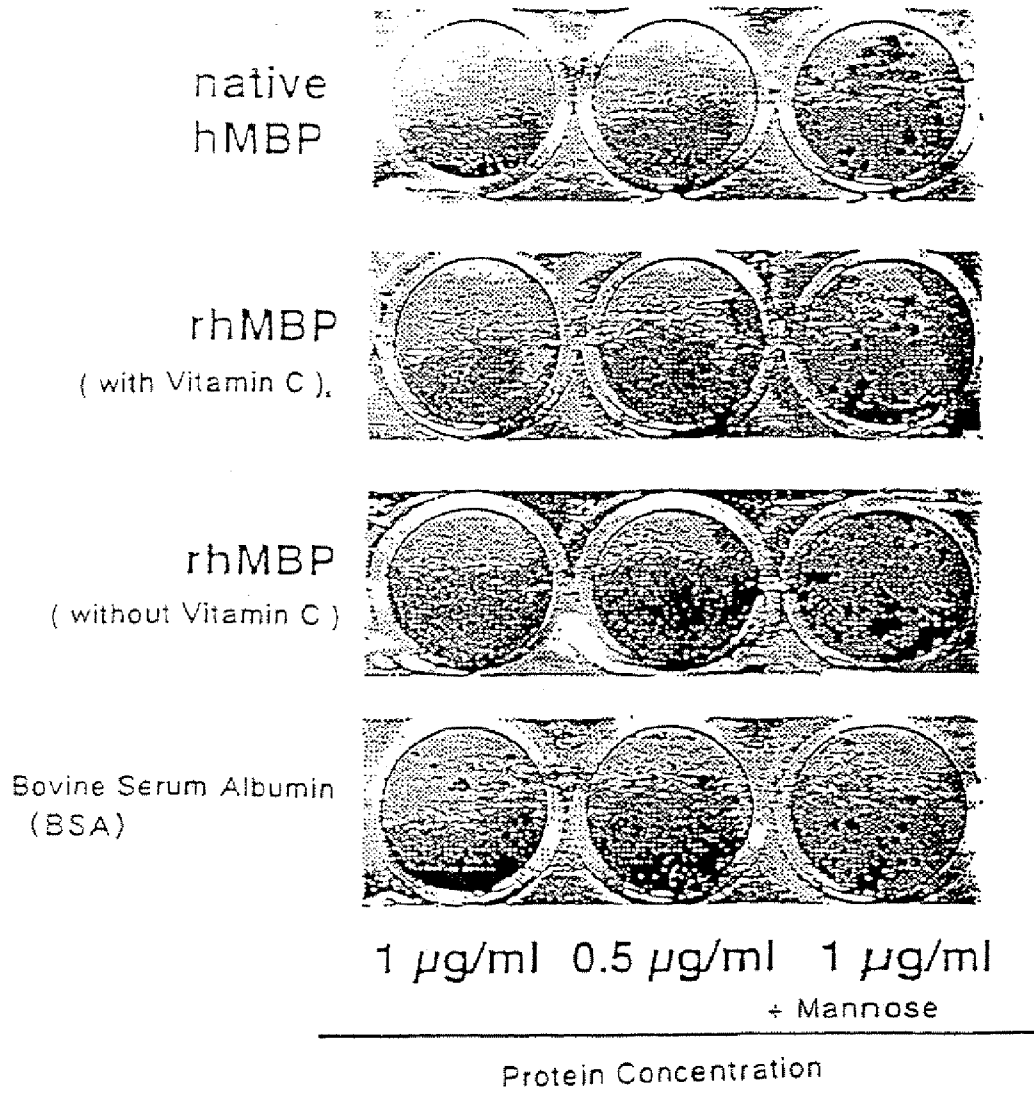 native
hMBP
rhMBP
( with Vitamin C ).
rhMBP
( without Vitamin C )
Bovine Serum Albumin
(BSA)
1 µg/ml 0.5 µg/ml 1 µg/ml
+ Mannose
Protein Concentration